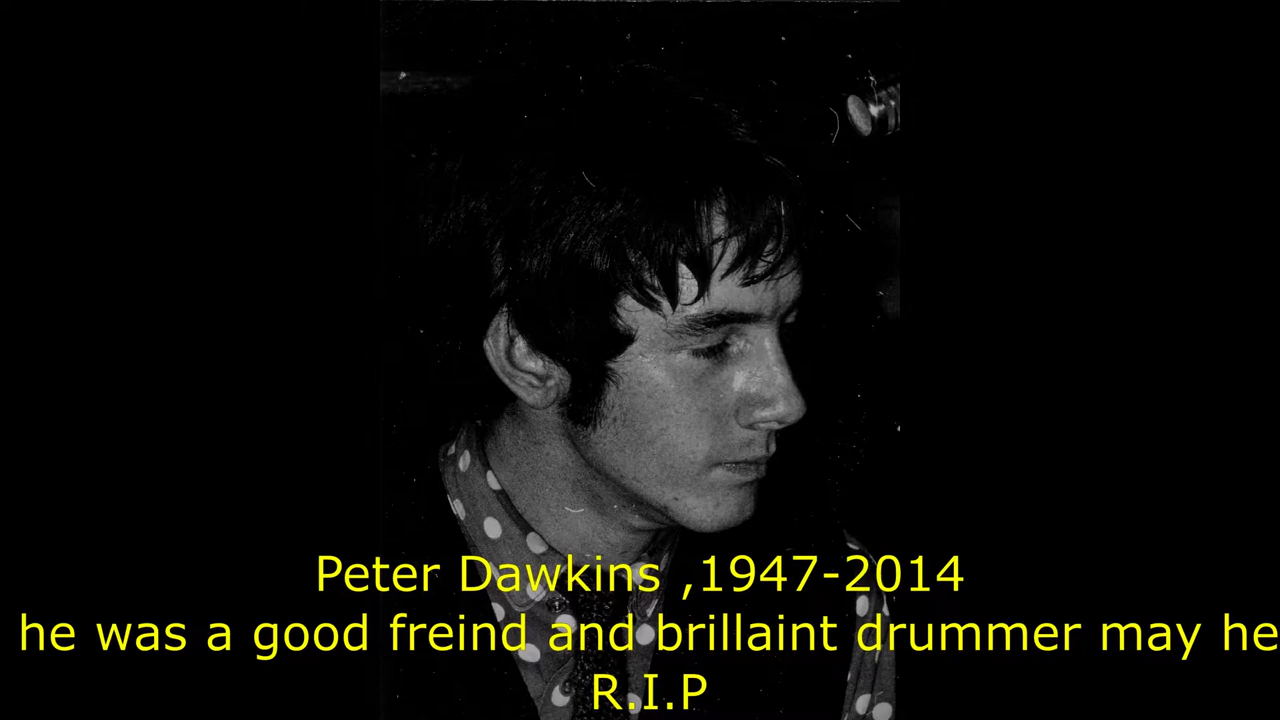 Peter Dawkins ,1947-2014
he was a good freind and brillaint drummer may he
R.I.P